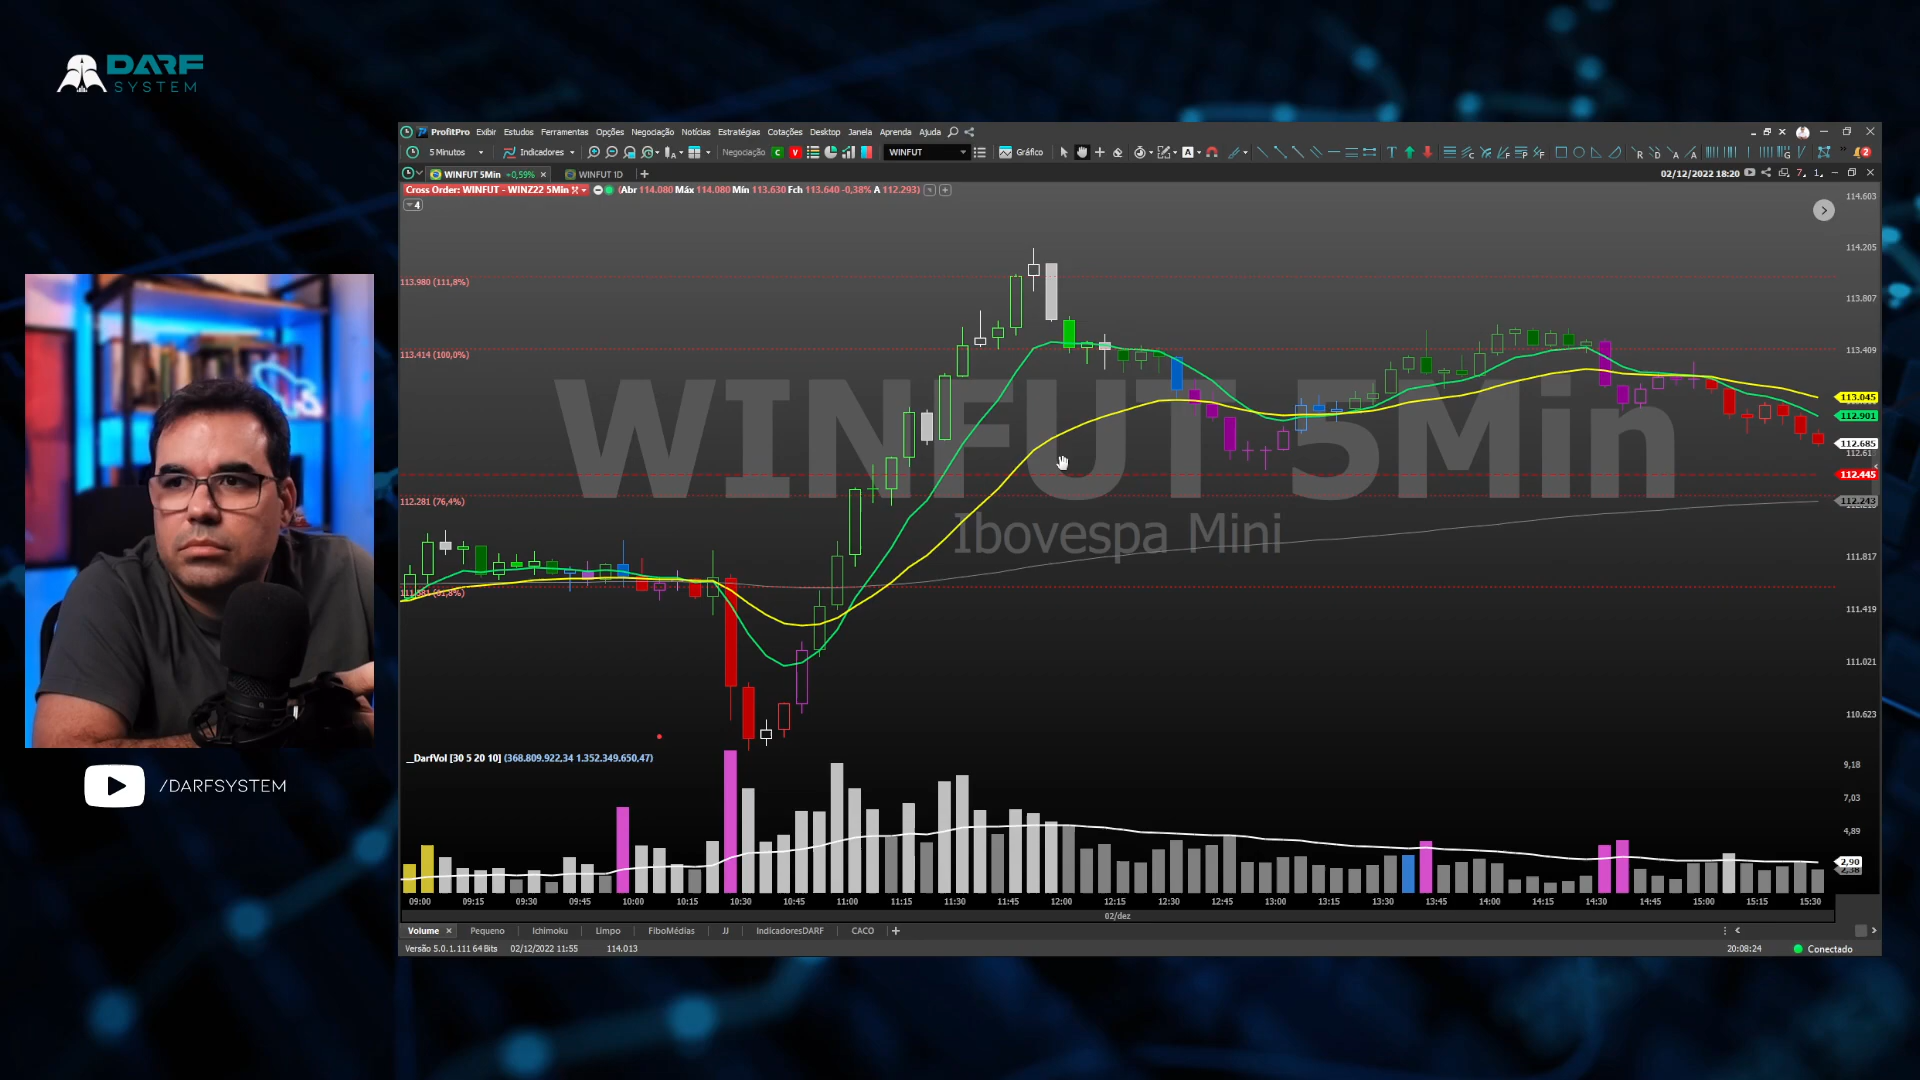 DARF
SYSTEM
ProfitPro Exibir Estudos Ferramentas Opções Negociação Notícias Estratégias Cotações Desktop Janela Aprenda Ajuda
5 Minutos Indicadores Negociação C V WINFUT Gráfico 2
WINFUT 5Min +0,59% WINFUT 1D 02/12/2022 18:20
Cross Order: WINFUT - WINZ22 5Min (Abr 114.080 Máx 114.080 Mín 113.630 Fch 113.640 -0,38% A 112.293)
4
114.603
114.205
113.980 (111,8%)
113.807
113.409
113.414 (100,0%)
113.045
112.901
112.685
112.61
112.445
112.281 (76,4%)
112.243
WINFUT 5Min
Ibovespa Mini
111.817
111.419
111.021
110.623
__DarfVol [30 5 20 10] (368.809.922,34 1.352.349.650,47)
9,18
7,03
4,89
2,90
2,38
09:00 09:15 09:30 09:45 10:00 10:15 10:30 10:45 11:00 11:15 11:30 11:45 12:00 12:15 12:30 12:45 13:00 13:15 13:30 13:45 14:00 14:15 14:30 14:45 15:00 15:15 15:30
02/dez
Volume Pequeno Ichimoku Limpo FiboMédias JJ IndicadoresDARF CACO
Versão 5.0.1.111 64 Bits 02/12/2022 11:55 114.013 20:08:24 Conectado
/DARFSYSTEM